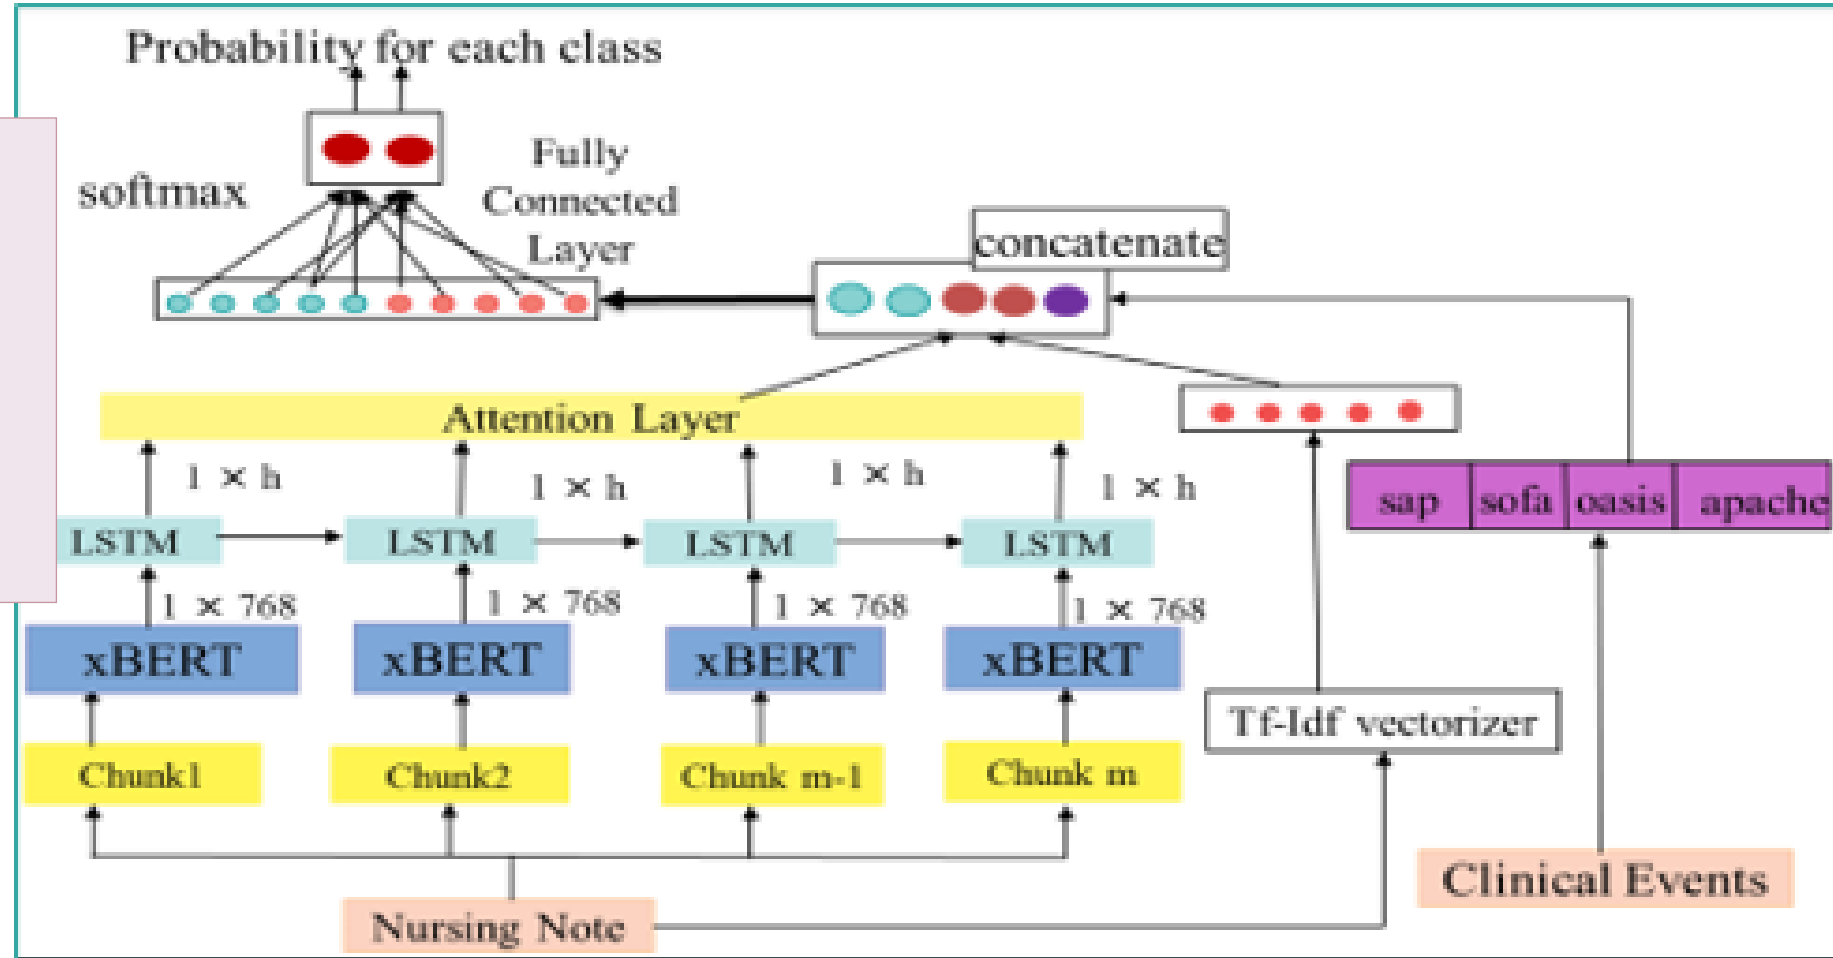 Probability for each class
softmax
Fully
Connected
Layer
concatenate
Attention Layer
1 × h
1 × h
1 × h
1 × h
sap
sofa
oasis
apache
LSTM
LSTM
LSTM
LSTM
1 × 768
1 × 768
1 × 768
1 × 768
xBERT
xBERT
xBERT
xBERT
Tf-Idf vectorizer
Chunk1
Chunk2
Chunk m-1
Chunk m
Clinical Events
Nursing Note